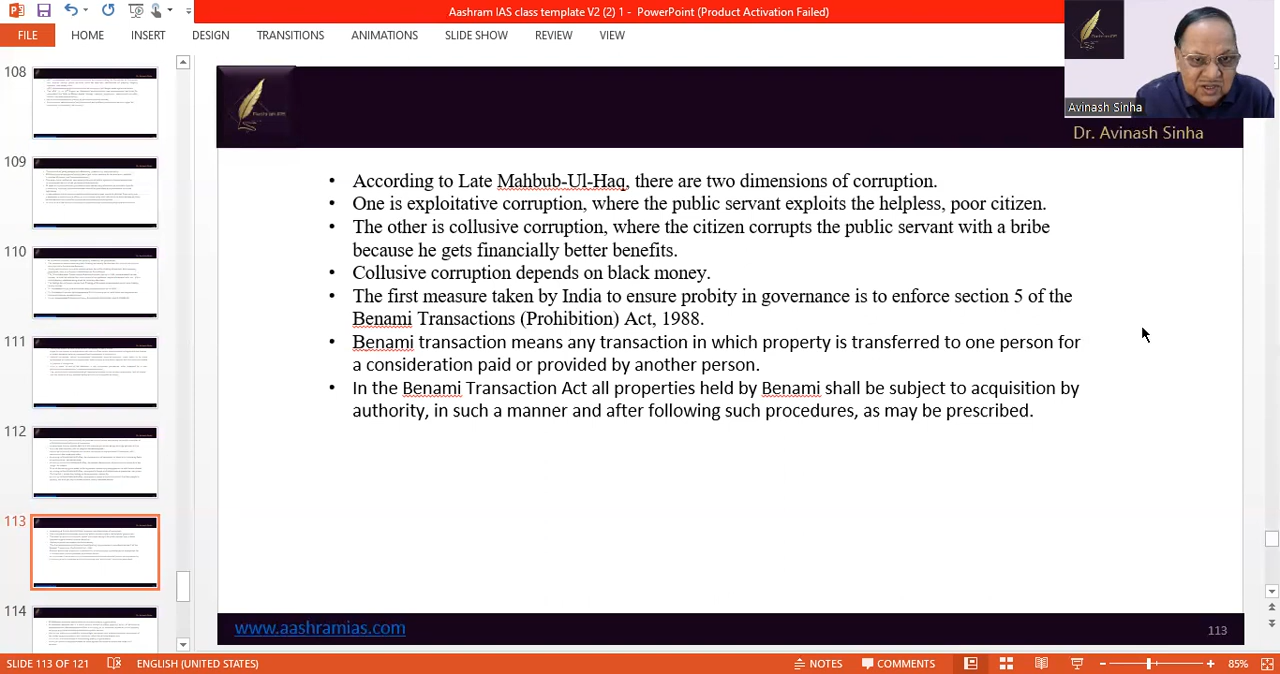 Aashram IAS class template V2 (2) 1 - PowerPoint (Product Activation Failed)
FILE HOME INSERT DESIGN TRANSITIONS ANIMATIONS SLIDE SHOW REVIEW VIEW
Avinash Sinha
Dr. Avinash Sinha
108
109
110
111
112
113
114
• According to Late Mahbub-Ul-Haq, there are two dimensions of corruption.
• One is exploitative corruption, where the public servant exploits the helpless, poor citizen.
• The other is collusive corruption, where the citizen corrupts the public servant with a bribe
because he gets financially better benefits.
• Collusive corruption depends on black money.
• The first measure taken by India to ensure probity in governance is to enforce section 5 of the
Benami Transactions (Prohibition) Act, 1988.
• Benami transaction means any transaction in which property is transferred to one person for
a consideration paid or provided by another person.
• In the Benami Transaction Act all properties held by Benami shall be subject to acquisition by
authority, in such a manner and after following such procedures, as may be prescribed.
www.aashramias.com
113
SLIDE 113 OF 121 ENGLISH (UNITED STATES) NOTES COMMENTS 85%